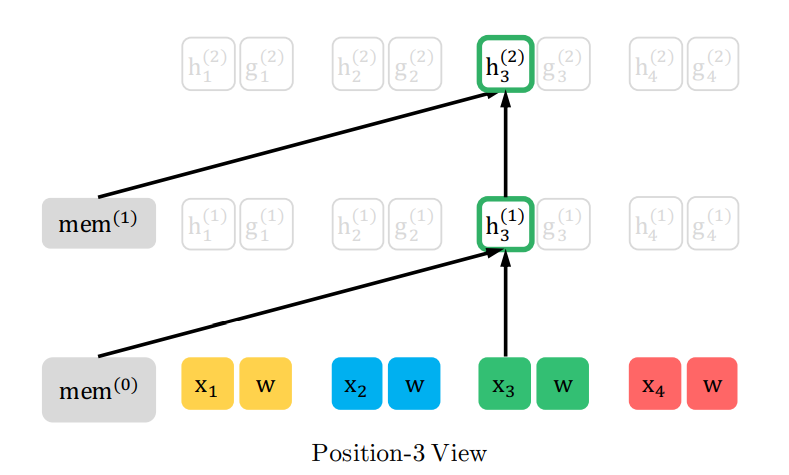 h₁⁽²⁾ g₁⁽²⁾ h₂⁽²⁾ g₂⁽²⁾ h₃⁽²⁾ g₃⁽²⁾ h₄⁽²⁾ g₄⁽²⁾
mem⁽¹⁾ h₁⁽¹⁾ g₁⁽¹⁾ h₂⁽¹⁾ g₂⁽¹⁾ h₃⁽¹⁾ g₃⁽¹⁾ h₄⁽¹⁾ g₄⁽¹⁾
mem⁽⁰⁾ x₁ w x₂ w x₃ w x₄ w
Position-3 View